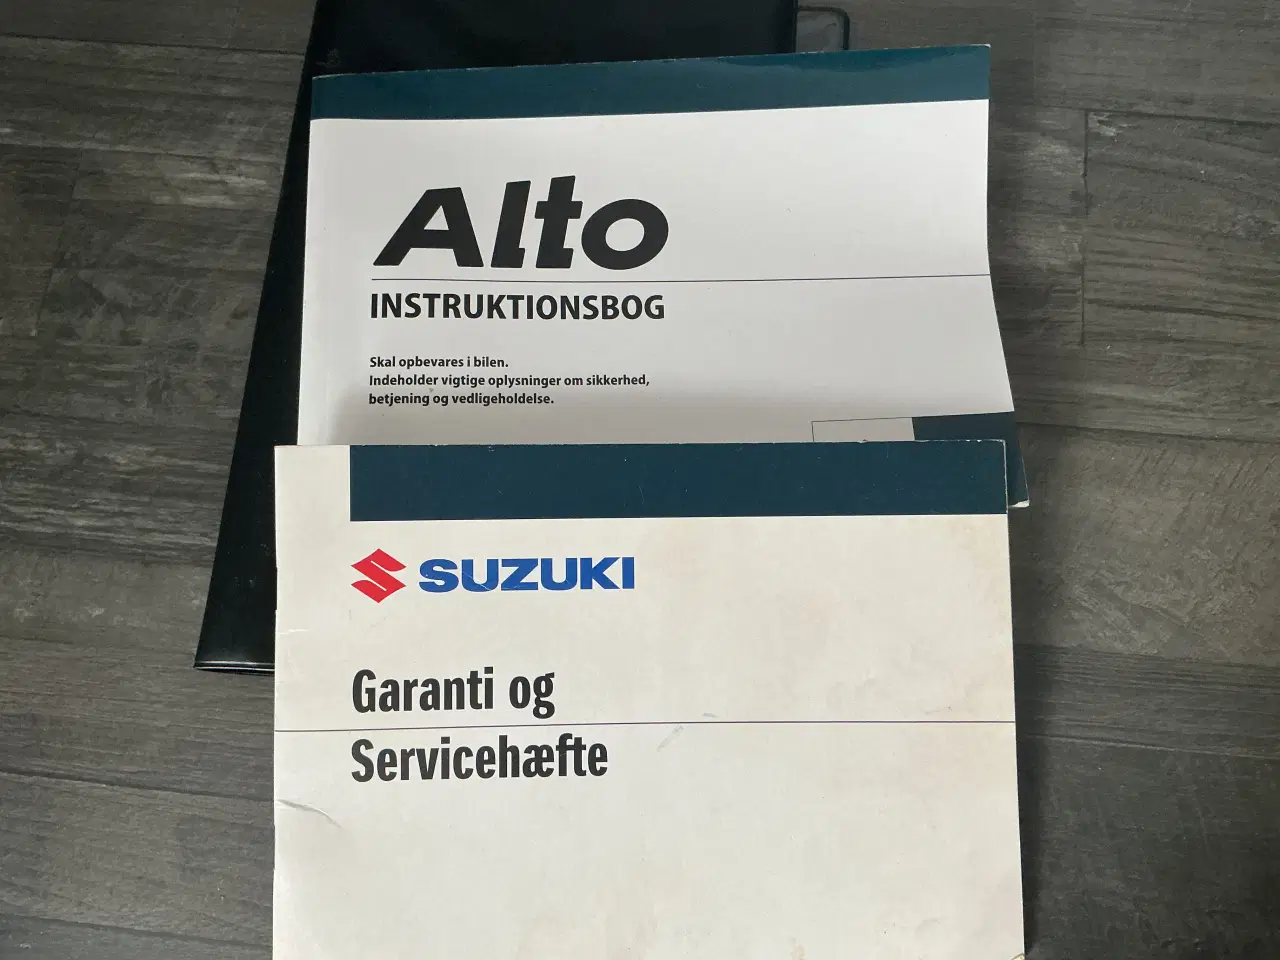 Alto
INSTRUKTIONSBOG
Skal opbevares i bilen.
Indeholder vigtige oplysninger om sikkerhed,
betjening og vedligeholdelse.
SUZUKI
Garanti og
Servicehæfte